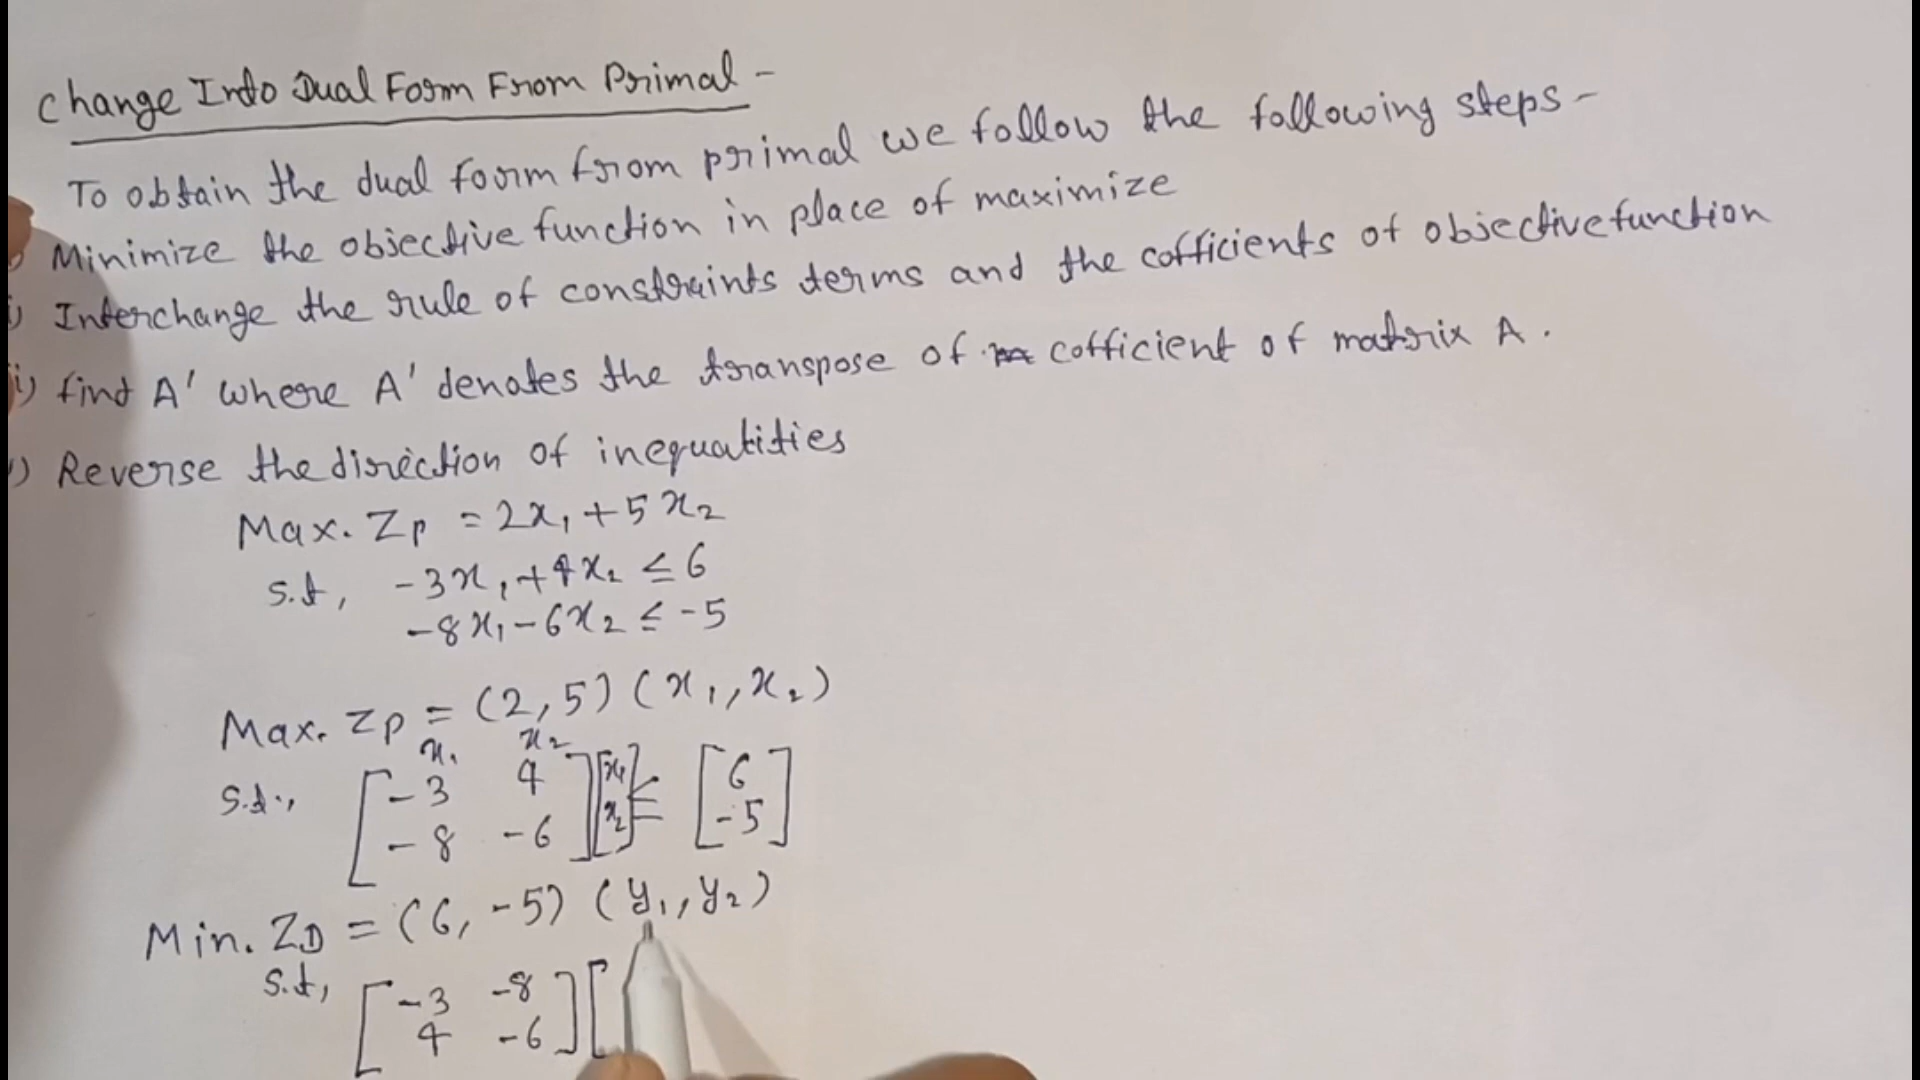 Change Into Dual Form From Primal -
To obtain the dual form from primal we follow the following steps -
Minimize the objective function in place of maximize
Interchange the rule of constraints terms and the cofficients of objective function
i) find A' where A' denotes the transpose of cofficient of matrix A.
) Reverse the direction of inequatities
Max. Zp = 2x₁ + 5x₂
s.t, -3x₁ + 4x₂ ≤ 6
-8x₁ - 6x₂ ≤ -5
Max. Zp = (2, 5) (x₁, x₂)
x₁ x₂
s.t., [-3 4] [x₁] ≤ [6]
[-8 -6] [x₂] [-5]
Min. ZD = (6, -5) (y₁, y₂)
s.t, [-3 -8] [
[4 -6]